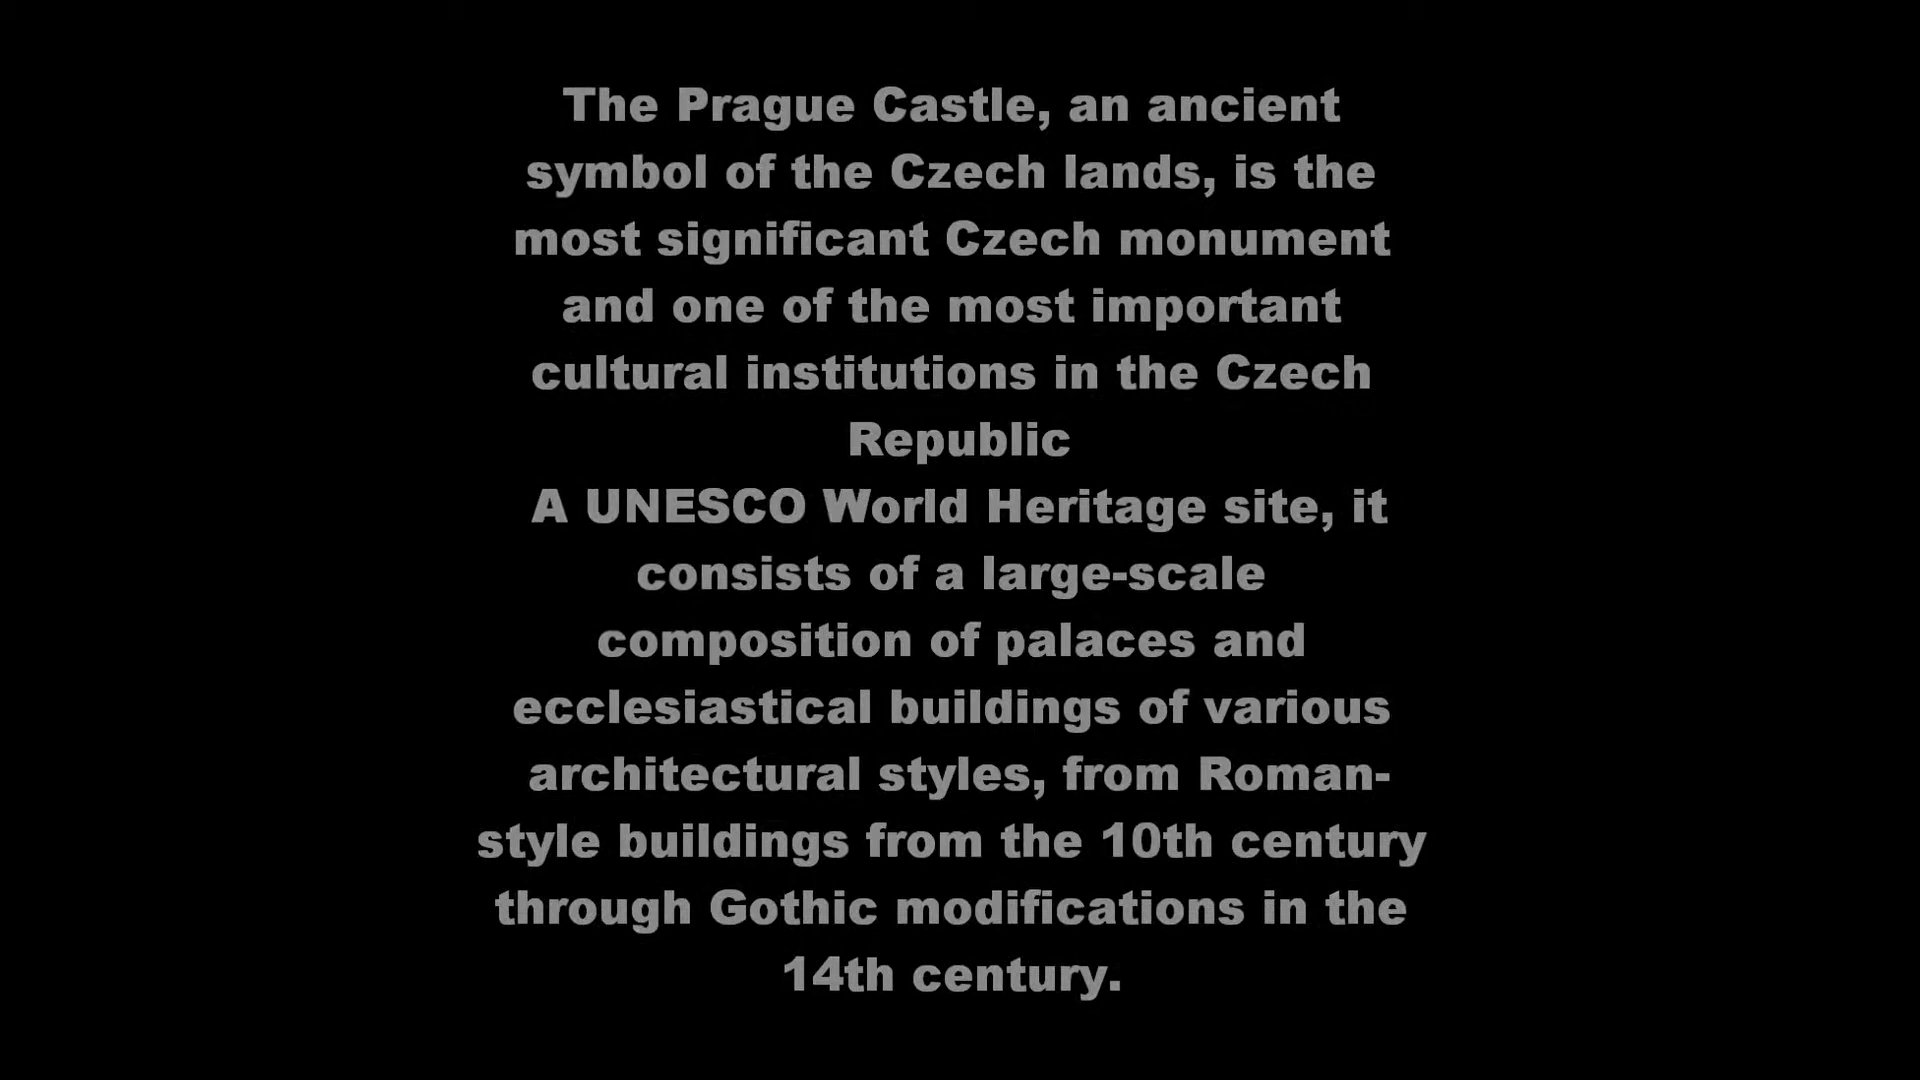 The Prague Castle, an ancient
symbol of the Czech lands, is the
most significant Czech monument
and one of the most important
cultural institutions in the Czech
Republic
A UNESCO World Heritage site, it
consists of a large-scale
composition of palaces and
ecclesiastical buildings of various
architectural styles, from Roman-
style buildings from the 10th century
through Gothic modifications in the
14th century.